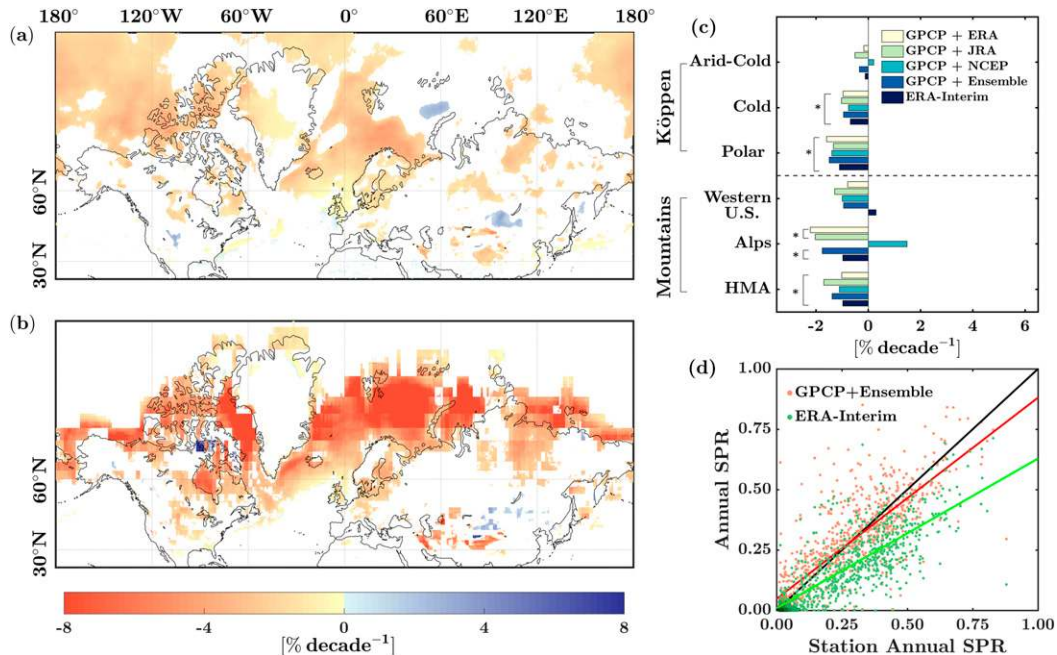 180° 120°W 60°W 0° 60°E 120°E 180°
(a)
60°N
30°N
(b)
60°N
30°N
-8 -4 0 4 8
[% decade⁻¹]
(c)
Köppen
Arid-Cold
Cold
*
Polar
*
Mountains
Western
U.S.
Alps
*
*
HMA
*
GPCP + ERA
GPCP + JRA
GPCP + NCEP
GPCP + Ensemble
ERA-Interim
-2 0 2 4 6
[% decade⁻¹]
(d)
GPCP+Ensemble
ERA-Interim
Annual SPR
1.00
0.75
0.50
0.25
0.00
0.00 0.25 0.50 0.75 1.00
Station Annual SPR